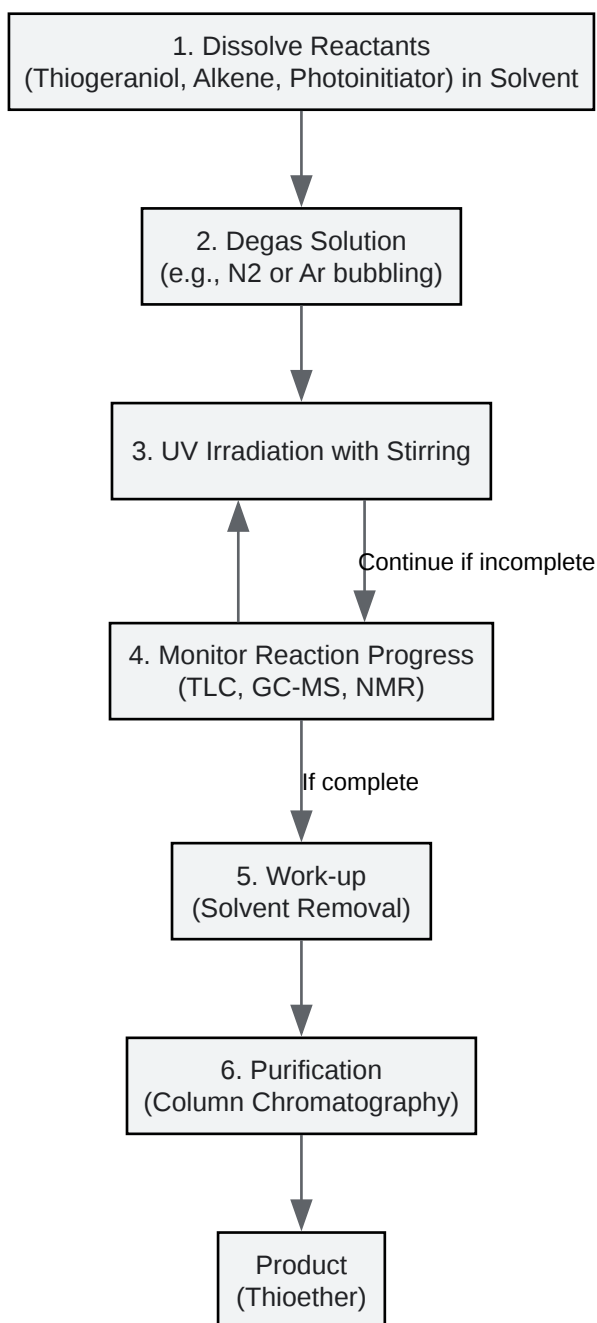 1. Dissolve Reactants
(Thiogeraniol, Alkene, Photoinitiator) in Solvent
2. Degas Solution
(e.g., N2 or Ar bubbling)
3. UV Irradiation with Stirring
Continue if incomplete
4. Monitor Reaction Progress
(TLC, GC-MS, NMR)
If complete
5. Work-up
(Solvent Removal)
6. Purification
(Column Chromatography)
Product
(Thioether)